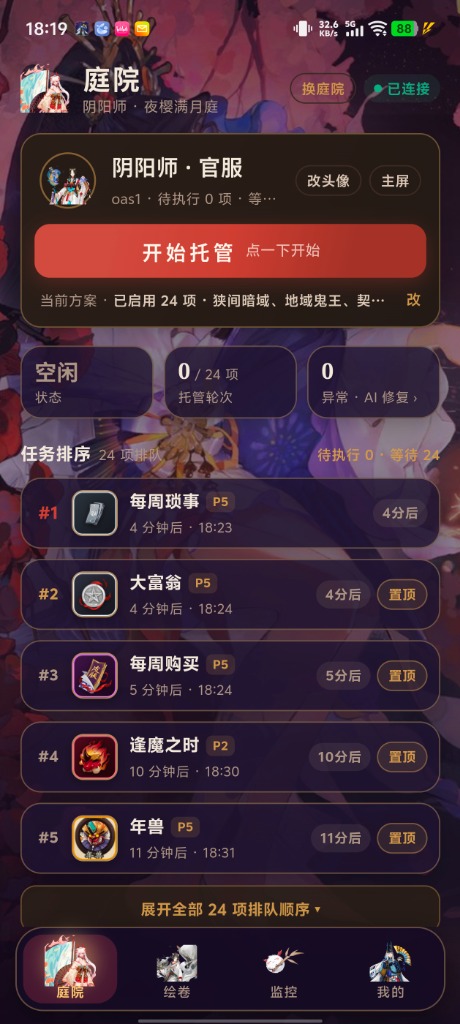 18:19 32.6 KB/s 5G 88
庭院
阴阳师 · 夜樱满月庭
换庭院
已连接
阴阳师 · 官服
oas1 · 待执行 0 项 · 等…
改头像
主屏
开始托管 点一下开始
当前方案 · 已启用 24 项 · 狭间暗域、地域鬼王、契… 改
空闲
状态
0 / 24 项
托管轮次
0
异常 · AI 修复 ›
任务排序 24 项排队 待执行 0 · 等待 24
#1
每周琐事 P5
4 分钟后 · 18:23
4分后
#2
大富翁 P5
4 分钟后 · 18:24
4分后 置顶
#3
每周购买 P5
5 分钟后 · 18:24
5分后 置顶
#4
逢魔之时 P2
10 分钟后 · 18:30
10分后 置顶
#5
年兽 P5
11 分钟后 · 18:31
11分后 置顶
展开全部 24 项排队顺序 ▾
庭院 绘卷 监控 我的